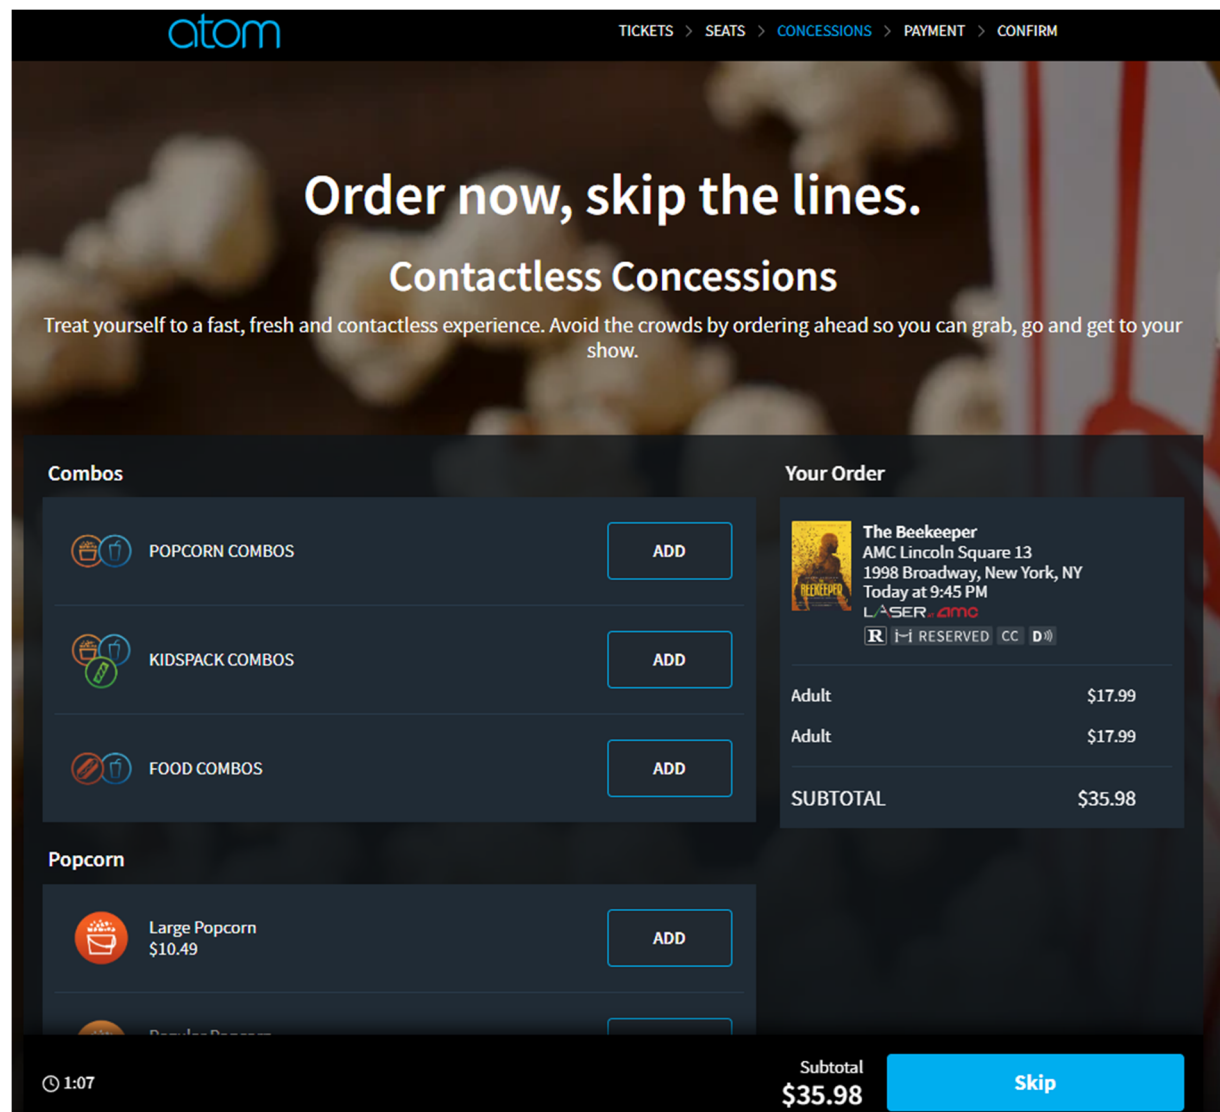 atom
TICKETS > SEATS > CONCESSIONS > PAYMENT > CONFIRM
Order now, skip the lines.
Contactless Concessions
Treat yourself to a fast, fresh and contactless experience. Avoid the crowds by ordering ahead so you can grab, go and get to your
show.
Combos
POPCORN COMBOS
ADD
KIDSPACK COMBOS
ADD
FOOD COMBOS
ADD
Popcorn
Large Popcorn
$10.49
ADD
Your Order
BEEKEEPER
The Beekeeper
AMC Lincoln Square 13
1998 Broadway, New York, NY
Today at 9:45 PM
LASER at amc
R RESERVED CC D
Adult $17.99
Adult $17.99
SUBTOTAL $35.98
1:07
Subtotal
$35.98
Skip